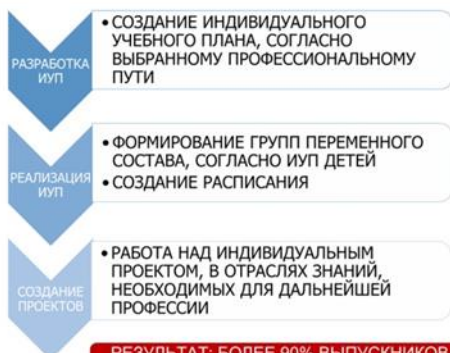 РАЗРАБОТКА
ИУП
• СОЗДАНИЕ ИНДИВИДУАЛЬНОГО
УЧЕБНОГО ПЛАНА, СОГЛАСНО
ВЫБРАННОМУ ПРОФЕССИОНАЛЬНОМУ
ПУТИ
РЕАЛИЗАЦИЯ
ИУП
• ФОРМИРОВАНИЕ ГРУПП ПЕРЕМЕННОГО
СОСТАВА, СОГЛАСНО ИУП ДЕТЕЙ
• СОЗДАНИЕ РАСПИСАНИЯ
СОЗДАНИЕ
ПРОЕКТОВ
• РАБОТА НАД ИНДИВИДУАЛЬНЫМ
ПРОЕКТОМ, В ОТРАСЛЯХ ЗНАНИЙ,
НЕОБХОДИМЫХ ДЛЯ ДАЛЬНЕЙШЕЙ
ПРОФЕССИИ
РЕЗУЛЬТАТ: БОЛЕЕ 90% ВЫПУСКНИКОВ